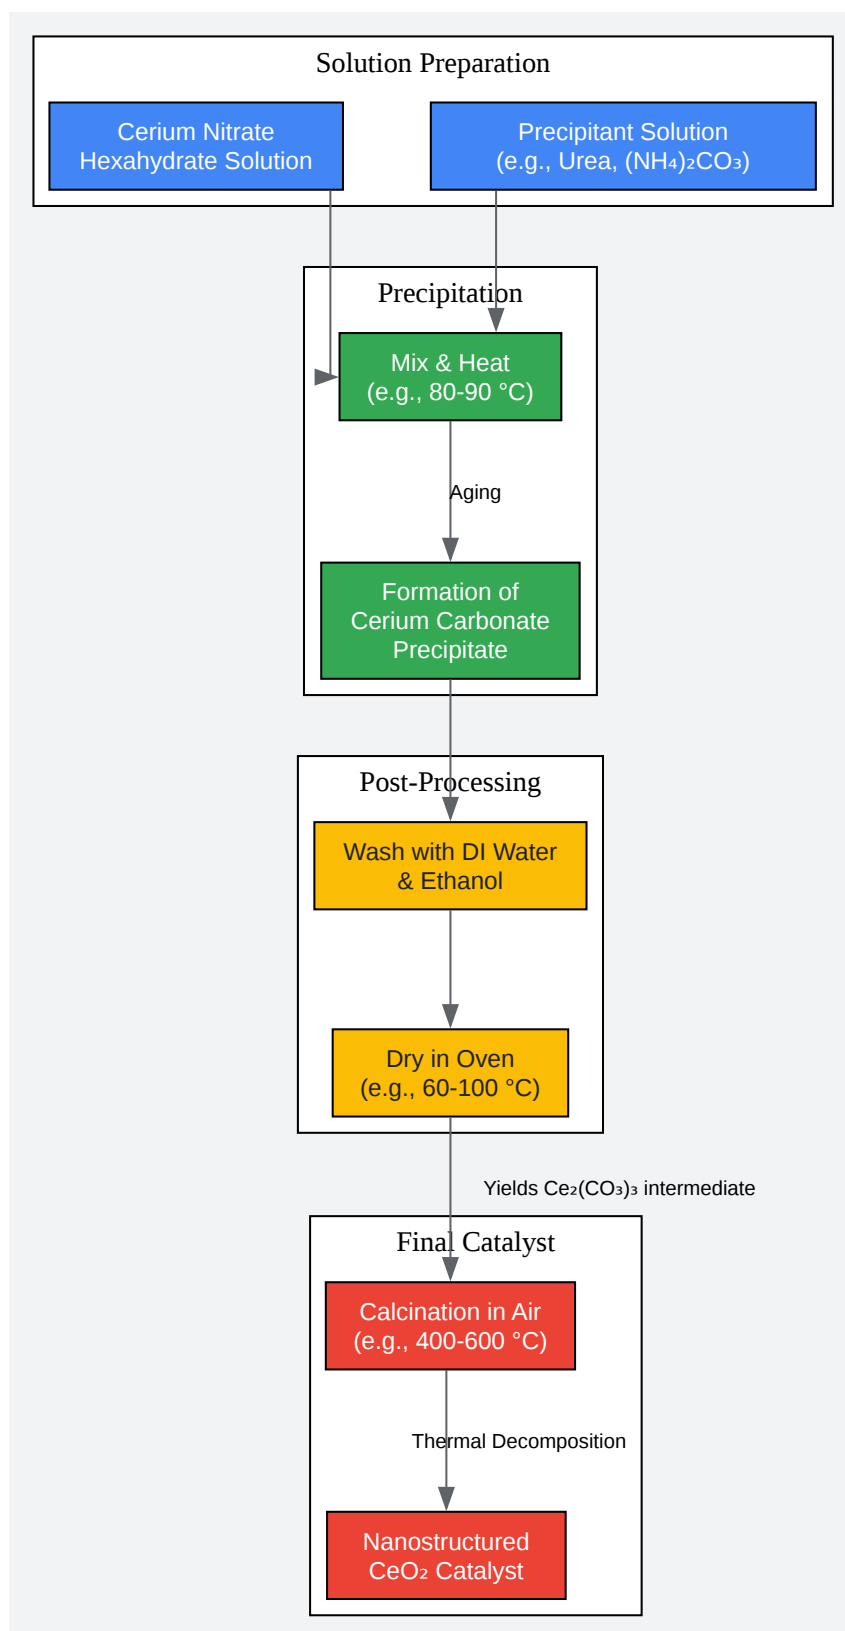 Solution Preparation
Cerium Nitrate
Hexahydrate Solution
Precipitant Solution
(e.g., Urea, (NH₄)₂CO₃)
Precipitation
Mix & Heat
(e.g., 80-90 °C)
Aging
Formation of
Cerium Carbonate
Precipitate
Post-Processing
Wash with DI Water
& Ethanol
Dry in Oven
(e.g., 60-100 °C)
Yields Ce₂(CO₃)₃ intermediate
Final Catalyst
Calcination in Air
(e.g., 400-600 °C)
Thermal Decomposition
Nanostructured
CeO₂ Catalyst